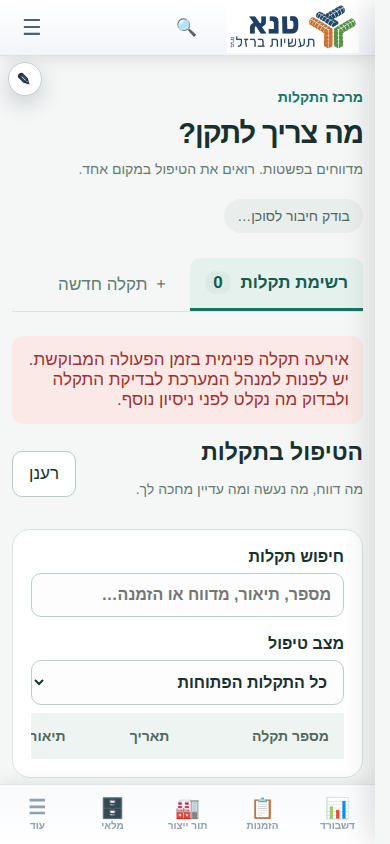 טנא
תעשיות ברזל בע"מ
מרכז התקלות
מה צריך לתקן?
מדווחים בפשטות. רואים את הטיפול במקום אחד.
בודק חיבור לסוכן...
רשימת תקלות 0
+ תקלה חדשה
אירעה תקלה פנימית בזמן הפעולה המבוקשת.
יש לפנות למנהל המערכת לבדיקת התקלה
ולבדוק מה נקלט לפני ניסיון נוסף.
הטיפול בתקלות
מה דווח, מה נעשה ומה עדיין מחכה לך.
רענן
חיפוש תקלות
מספר, תיאור, מדווח או הזמנה...
מצב טיפול
כל התקלות הפתוחות
מספר תקלה תאריך תיאור
דשבורד הזמנות תור ייצור מלאי עוד